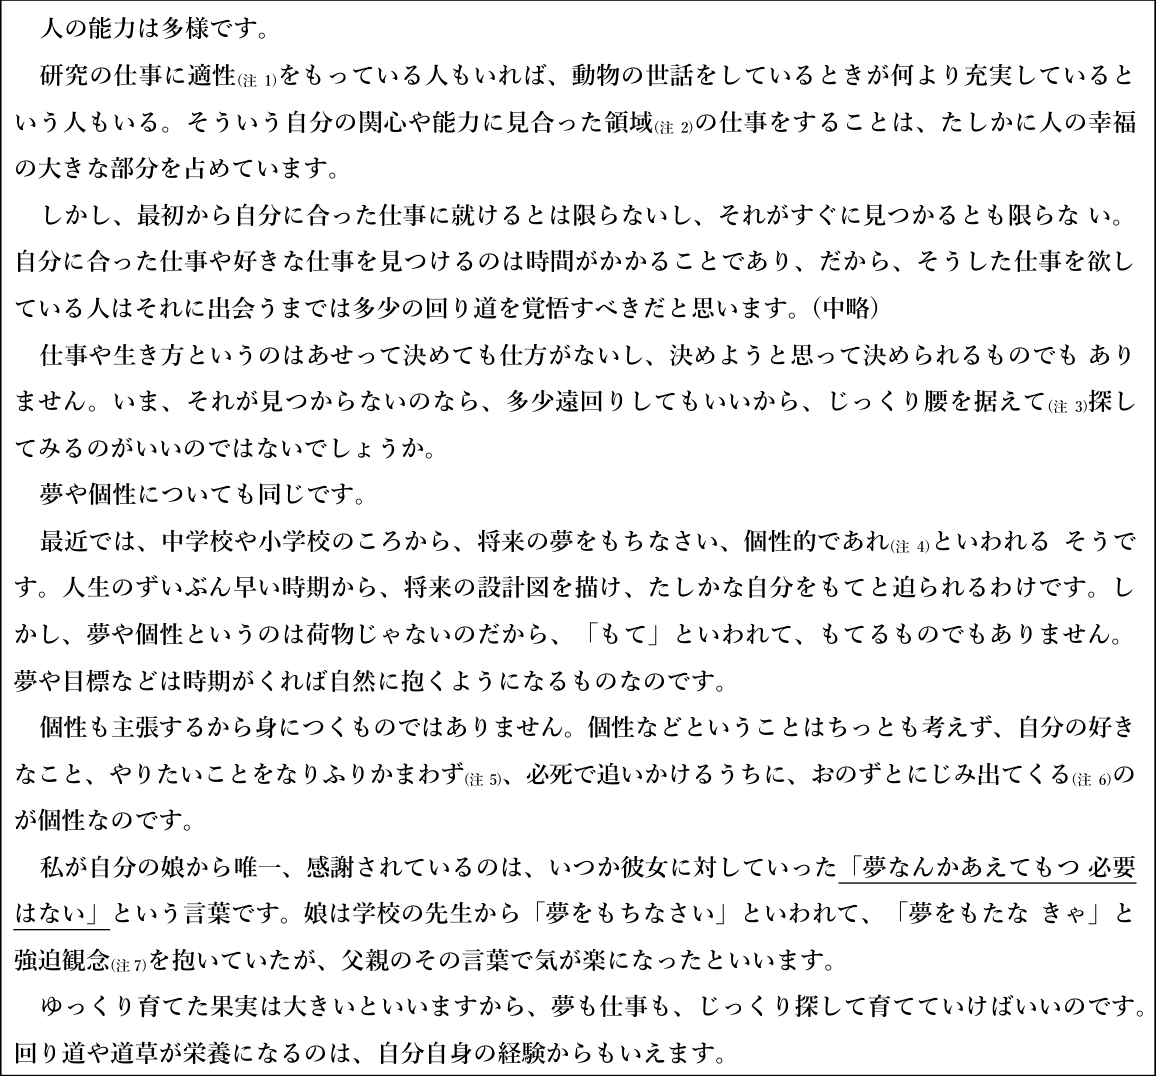 人の能力は多様です。
研究の仕事に適性(注 1)をもっている人もいれば、動物の世話をしているときが何より充実していると
いう人もいる。そういう自分の関心や能力に見合った領域(注 2)の仕事をすることは、たしかに人の幸福
の大きな部分を占めています。
しかし、最初から自分に合った仕事に就けるとは限らないし、それがすぐに見つかるとも限らな い。
自分に合った仕事や好きな仕事を見つけるのは時間がかかることであり、だから、そうした仕事を欲し
ている人はそれに出会うまでは多少の回り道を覚悟すべきだと思います。(中略)
仕事や生き方というのはあせって決めても仕方がないし、決めようと思って決められるものでも あり
ません。いま、それが見つからないのなら、多少遠回りしてもいいから、じっくり腰を据えて(注 3)探し
てみるのがいいのではないでしょうか。
夢や個性についても同じです。
最近では、中学校や小学校のころから、将来の夢をもちなさい、個性的であれ(注 4)といわれる そうで
す。人生のずいぶん早い時期から、将来の設計図を描け、たしかな自分をもてと迫られるわけです。し
かし、夢や個性というのは荷物じゃないのだから、「もて」といわれて、もてるものでもありません。
夢や目標などは時期がくれば自然に抱くようになるものなのです。
個性も主張するから身につくものではありません。個性などということはちっとも考えず、自分の好き
なこと、やりたいことをなりふりかまわず(注 5)、必死で追いかけるうちに、おのずとにじみ出てくる(注 6)の
が個性なのです。
私が自分の娘から唯一、感謝されているのは、いつか彼女に対していった「夢なんかあえてもつ 必要
はない」という言葉です。娘は学校の先生から「夢をもちなさい」といわれて、「夢をもたな きゃ」と
強迫観念(注 7)を抱いていたが、父親のその言葉で気が楽になったといいます。
ゆっくり育てた果実は大きいといいますから、夢も仕事も、じっくり探して育てていけばいいのです。
回り道や道草が栄養になるのは、自分自身の経験からもいえます。